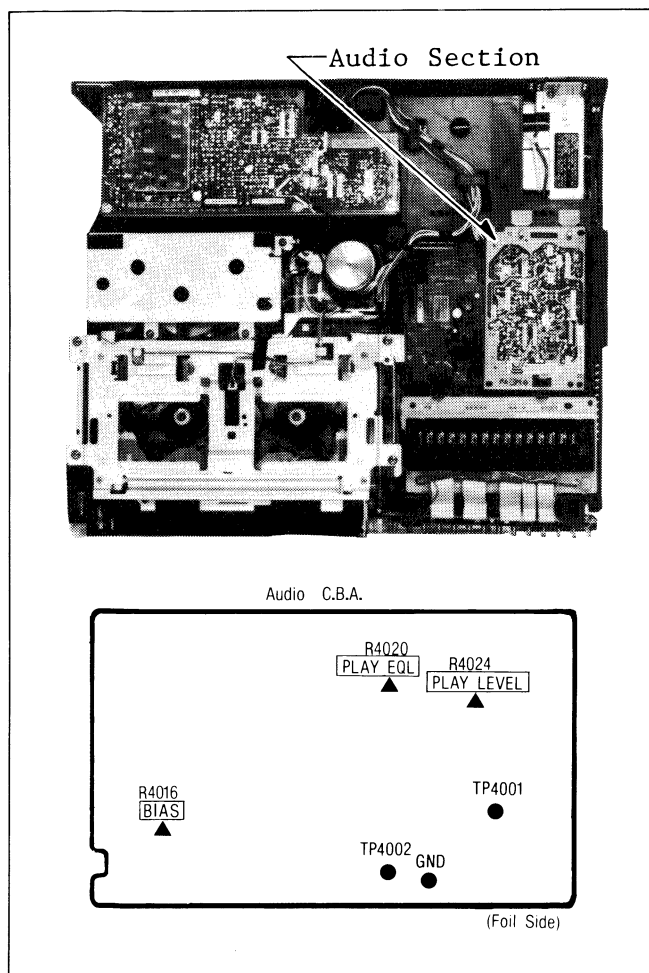 Audio Section
Audio C.B.A.
R4020
PLAY EQL
R4024
PLAY LEVEL
R4016
BIAS
TP4001
TP4002
GND
(Foil Side)